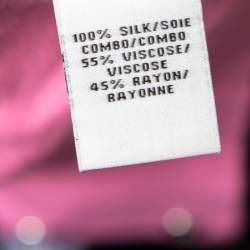 100% SILK/SOIE
COMBO/COMBO
55% VISCOSE/
VISCOSE
45% RAYON/
RAYONNE